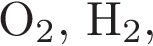 O₂, H₂,